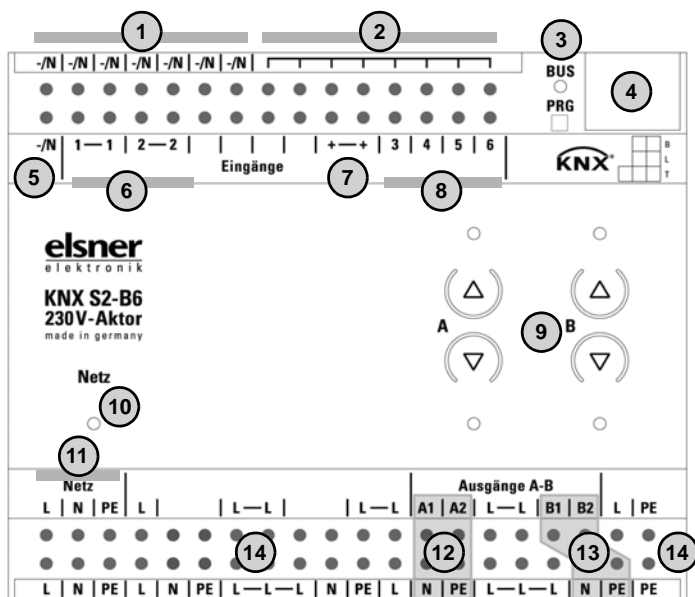 1 2 3
-/N | -/N | -/N | -/N | -/N | -/N | -/N
BUS
4
PRG
-/N 1—1 | 2—2 | | | | +—+ | 3 | 4 | 5 | 6
Eingänge
KNX®
B
L
T
5 6 7 8
elsner
elektronik
KNX S2-B6
230V-Aktor
made in germany
A 9 B
Netz
10
11
Netz
Ausgänge A-B
L | N | PE | L | | | L—L | | L—L | A1 | A2 | L—L | B1 | B2 | L | PE
14 12 13 14
L | N | PE | L | N | PE | L—L—L | N | PE | L | N | PE | L—L—L | N | PE | PE